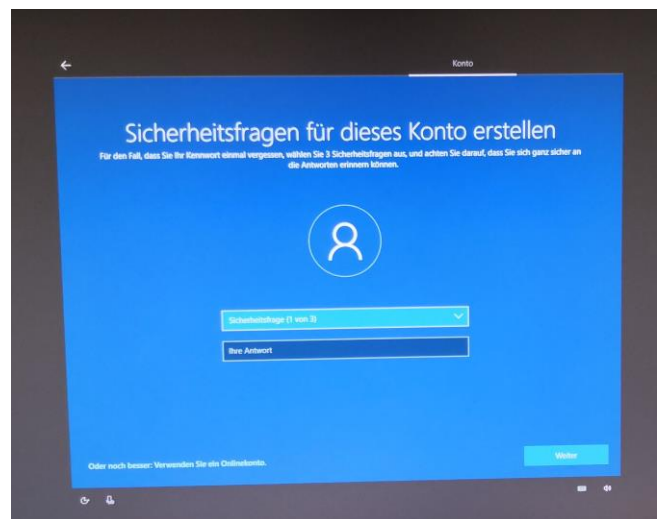 Konto
Sicherheitsfragen für dieses Konto erstellen
Für den Fall, dass Sie Ihr Kennwort einmal vergessen, wählen Sie 3 Sicherheitsfragen aus, und achten Sie darauf, dass Sie sich ganz sicher an
die Antworten erinnern können.
Sicherheitsfrage (1 von 3)
Ihre Antwort
Oder noch besser: Verwenden Sie ein Onlinekonto.
Weiter